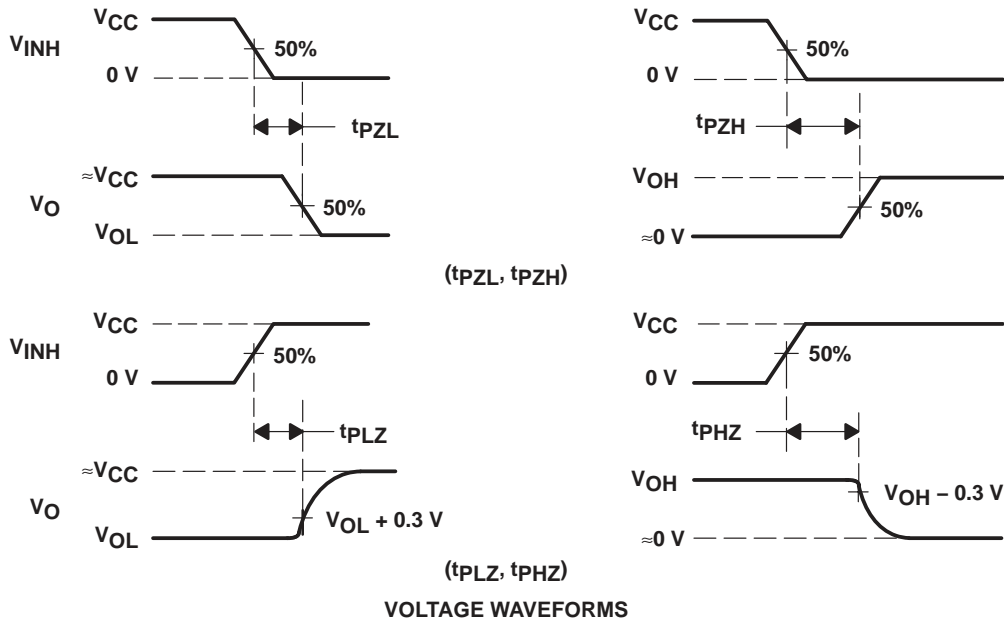 VCC
VINH
50%
0 V
tPZL
≈VCC
VO
50%
VOL
VCC
50%
0 V
tPZH
VOH
50%
≈0 V
(tPZL, tPZH)
VCC
VINH
50%
0 V
tPLZ
≈VCC
VO
VOL + 0.3 V
VOL
VCC
50%
0 V
tPHZ
VOH
VOH – 0.3 V
≈0 V
(tPLZ, tPHZ)
VOLTAGE WAVEFORMS